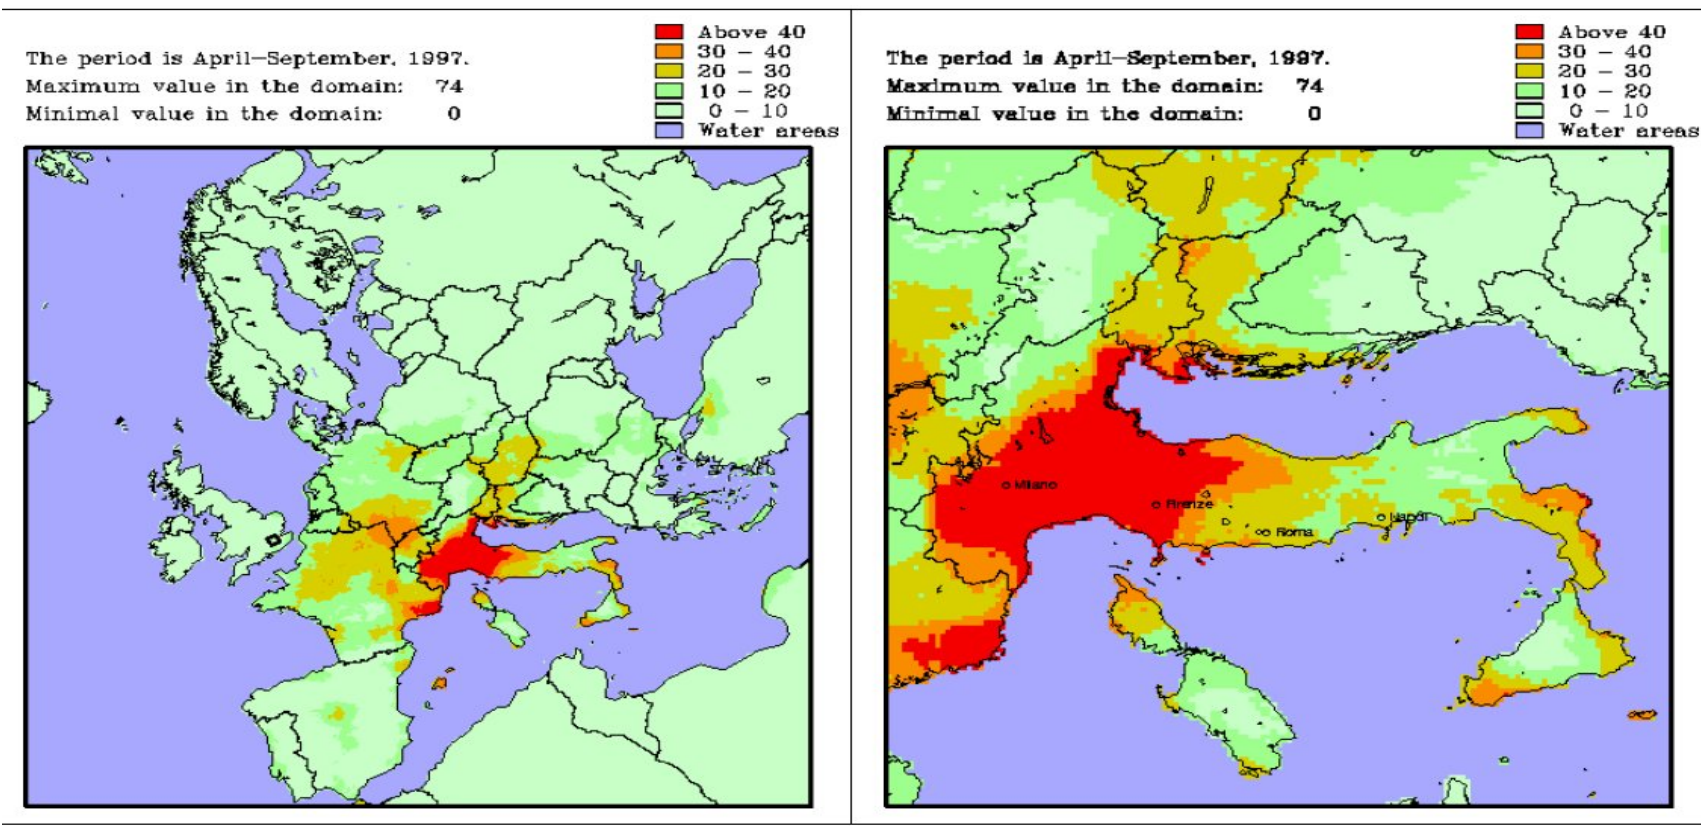 The period is April-September, 1997.
Maximum value in the domain: 74
Minimal value in the domain: 0
Above 40
30 - 40
20 - 30
10 - 20
0 - 10
Water areas
The period is April-September, 1997.
Maximum value in the domain: 74
Minimal value in the domain: 0
Above 40
30 - 40
20 - 30
10 - 20
0 - 10
Water areas
Milano
Firenze
Roma
Napoli